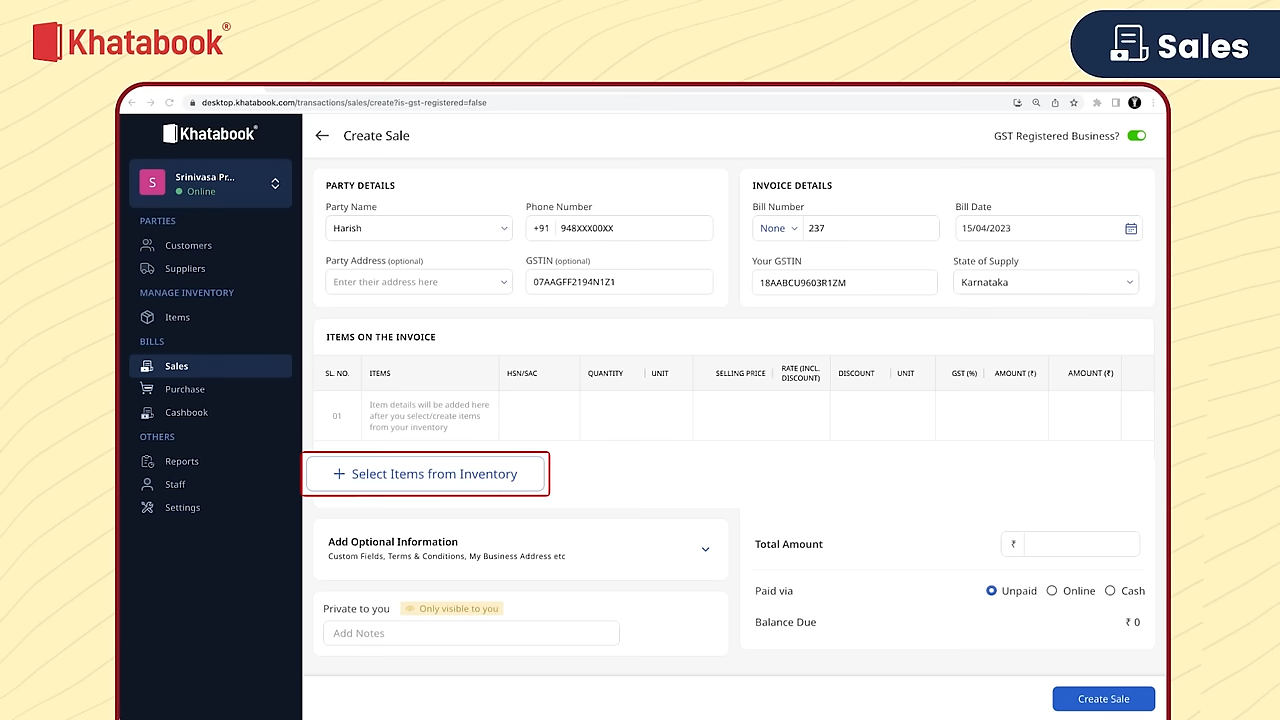 Khatabook®
Sales
desktop.khatabook.com/transactions/sales/create?is-gst-registered=false
Khatabook®
S
Srinivasa Pr...
Online
PARTIES
Customers
Suppliers
MANAGE INVENTORY
Items
BILLS
Sales
Purchase
Cashbook
OTHERS
Reports
Staff
Settings
Create Sale
GST Registered Business?
PARTY DETAILS
Party Name
Phone Number
Harish
+91 948XXX00XX
Party Address (optional)
GSTIN (optional)
Enter their address here
07AAGFF2194N1Z1
INVOICE DETAILS
Bill Number
Bill Date
None 237
15/04/2023
Your GSTIN
State of Supply
18AABCU9603R1ZM
Karnataka
ITEMS ON THE INVOICE
SL. NO. ITEMS HSN/SAC QUANTITY UNIT SELLING PRICE RATE (INCL. DISCOUNT) DISCOUNT UNIT GST (%) AMOUNT (₹) AMOUNT (₹)
01
Item details will be added here
after you select/create items
from your inventory
+ Select Items from Inventory
Add Optional Information
Custom Fields, Terms & Conditions, My Business Address etc
Private to you
Only visible to you
Add Notes
Total Amount ₹
Paid via Unpaid Online Cash
Balance Due ₹ 0
Create Sale